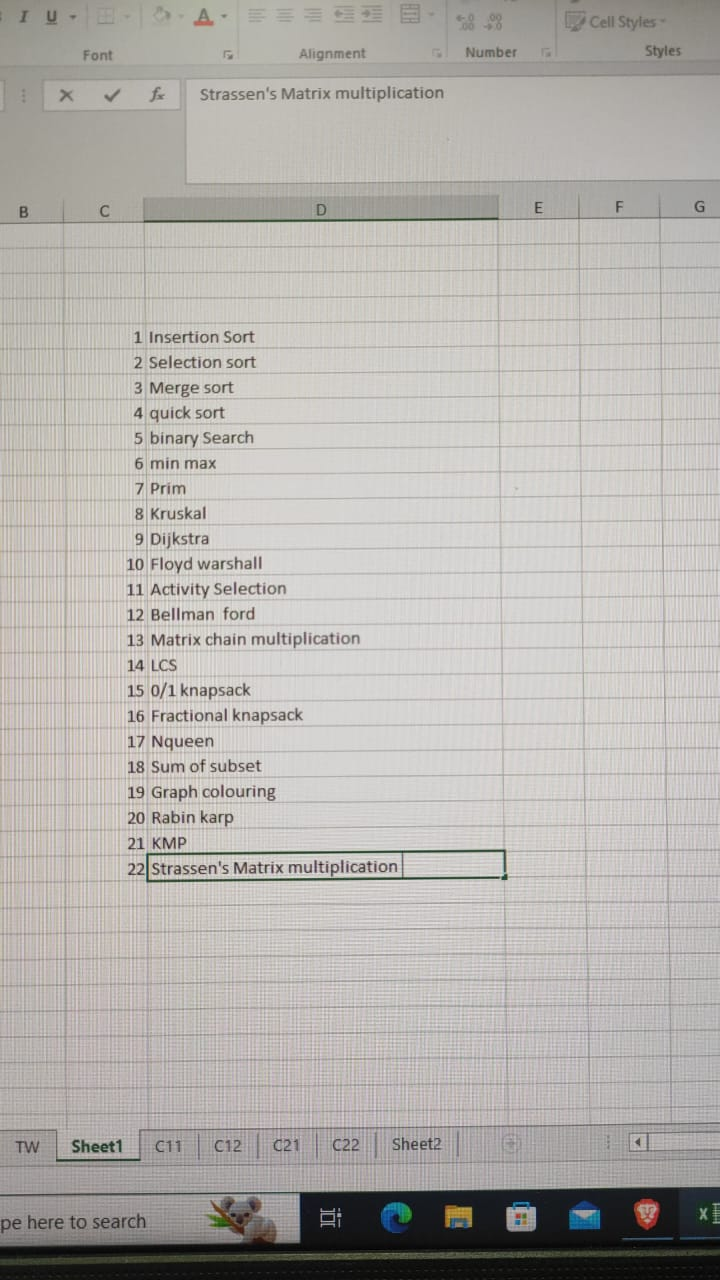 I U A
Cell Styles
Font Alignment Number Styles
fx Strassen's Matrix multiplication
B C D E F G
1 Insertion Sort
2 Selection sort
3 Merge sort
4 quick sort
5 binary Search
6 min max
7 Prim
8 Kruskal
9 Dijkstra
10 Floyd warshall
11 Activity Selection
12 Bellman ford
13 Matrix chain multiplication
14 LCS
15 0/1 knapsack
16 Fractional knapsack
17 Nqueen
18 Sum of subset
19 Graph colouring
20 Rabin karp
21 KMP
22 Strassen's Matrix multiplication
TW Sheet1 C11 C12 C21 C22 Sheet2
pe here to search